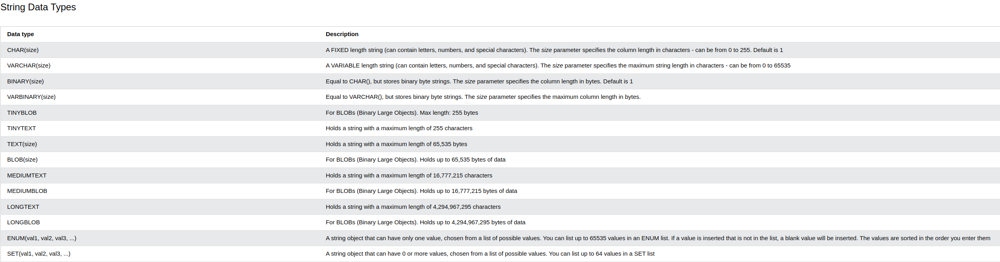 String Data Types
Data type Description
CHAR(size) A FIXED length string (can contain letters, numbers, and special characters). The size parameter specifies the column length in characters - can be from 0 to 255. Default is 1
VARCHAR(size) A VARIABLE length string (can contain letters, numbers, and special characters). The size parameter specifies the maximum string length in characters - can be from 0 to 65535
BINARY(size) Equal to CHAR(), but stores binary byte strings. The size parameter specifies the column length in bytes. Default is 1
VARBINARY(size) Equal to VARCHAR(), but stores binary byte strings. The size parameter specifies the maximum column length in bytes.
TINYBLOB For BLOBs (Binary Large Objects). Max length: 255 bytes
TINYTEXT Holds a string with a maximum length of 255 characters
TEXT(size) Holds a string with a maximum length of 65,535 bytes
BLOB(size) For BLOBs (Binary Large Objects). Holds up to 65,535 bytes of data
MEDIUMTEXT Holds a string with a maximum length of 16,777,215 characters
MEDIUMBLOB For BLOBs (Binary Large Objects). Holds up to 16,777,215 bytes of data
LONGTEXT Holds a string with a maximum length of 4,294,967,295 characters
LONGBLOB For BLOBs (Binary Large Objects). Holds up to 4,294,967,295 bytes of data
ENUM(val1, val2, val3, ...) A string object that can have only one value, chosen from a list of possible values. You can list up to 65535 values in an ENUM list. If a value is inserted that is not in the list, a blank value will be inserted. The values are sorted in the order you enter them
SET(val1, val2, val3, ...) A string object that can have 0 or more values, chosen from a list of possible values. You can list up to 64 values in a SET list